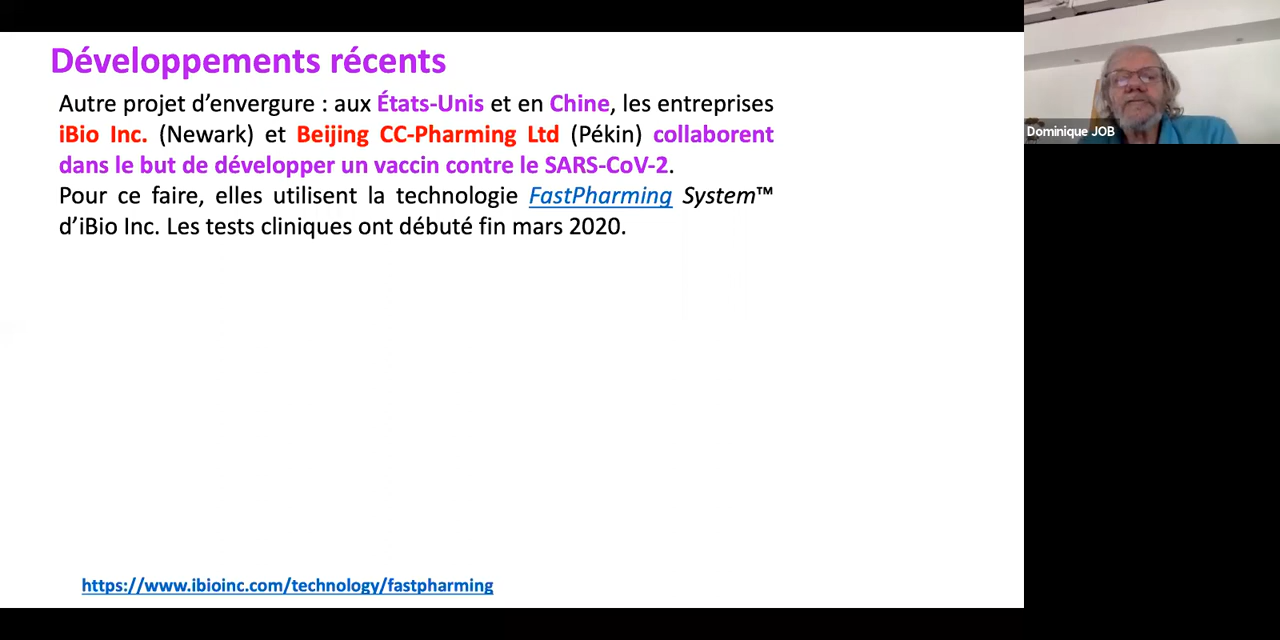 Développements récents
Autre projet d’envergure : aux États-Unis et en Chine, les entreprises
iBio Inc. (Newark) et Beijing CC-Pharming Ltd (Pékin) collaborent
dans le but de développer un vaccin contre le SARS-CoV-2.
Pour ce faire, elles utilisent la technologie FastPharming System™
d’iBio Inc. Les tests cliniques ont débuté fin mars 2020.
https://www.ibioinc.com/technology/fastpharming
Dominique JOB